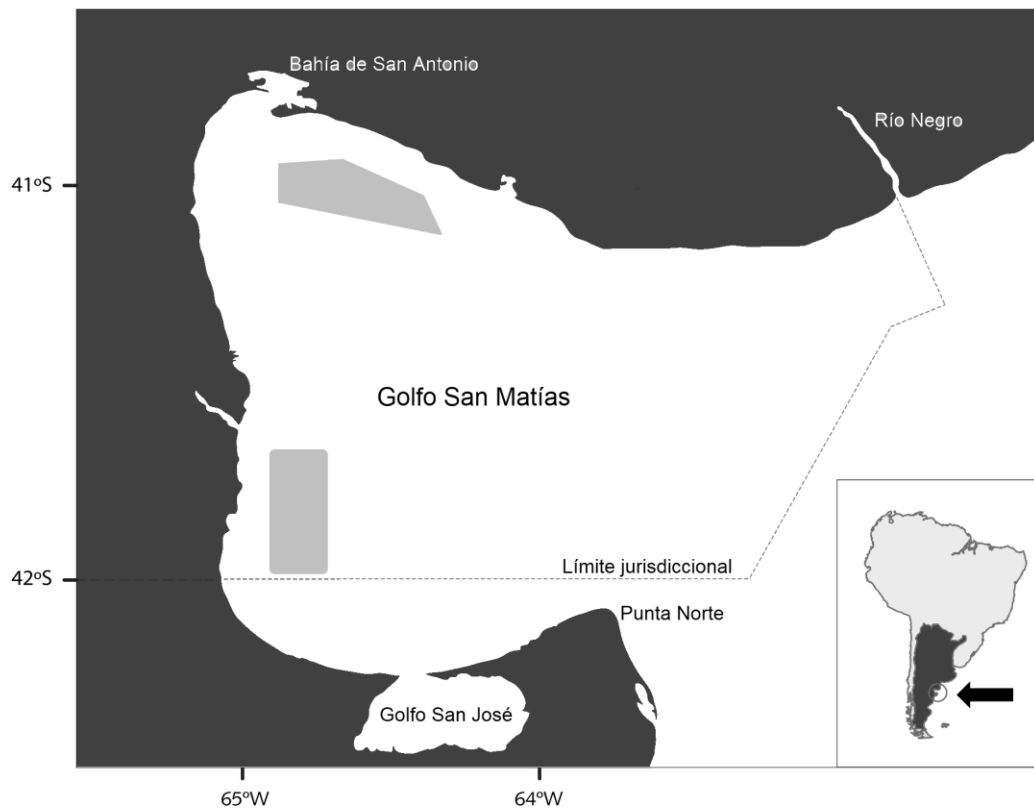 Bahía de San Antonio
Río Negro
41ºS
Golfo San Matías
Límite jurisdiccional
42ºS
Punta Norte
Golfo San José
65ºW
64ºW